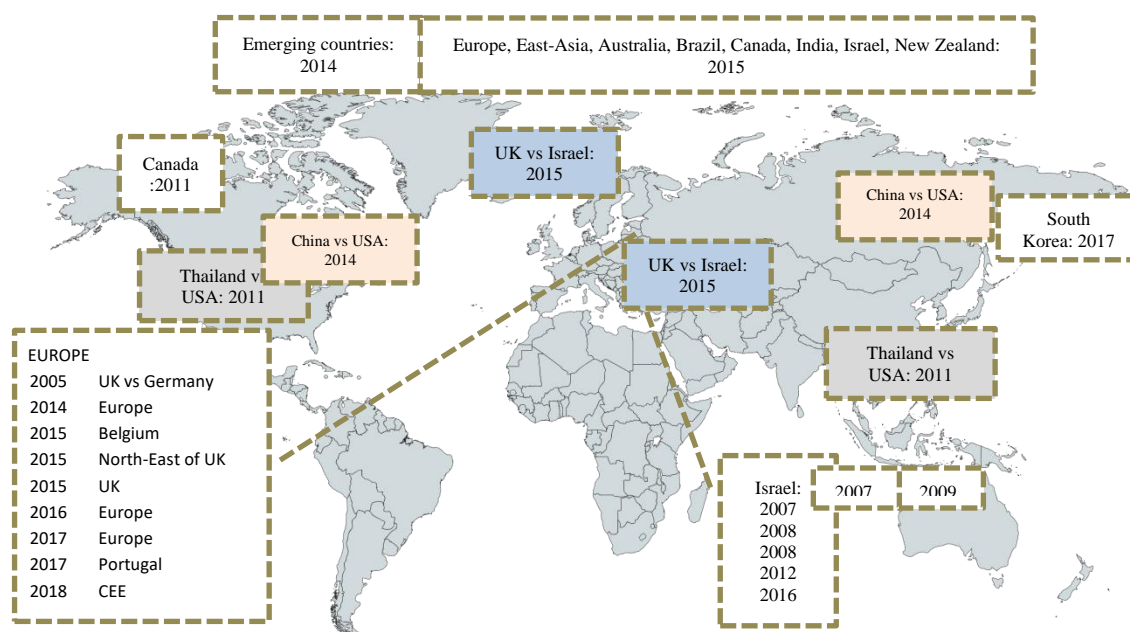 Emerging countries:
2014
Europe, East-Asia, Australia, Brazil, Canada, India, Israel, New Zealand:
2015
UK vs Israel:
2015
Canada
:2011
China vs USA:
2014
South
Korea: 2017
China vs USA:
2014
Thailand v
USA: 2011
UK vs Israel:
2015
Thailand vs
USA: 2011
EUROPE
2005 UK vs Germany
2014 Europe
2015 Belgium
2015 North-East of UK
2015 UK
2016 Europe
2017 Europe
2017 Portugal
2018 CEE
Israel:
2007
2008
2008
2012
2016
2007
2009